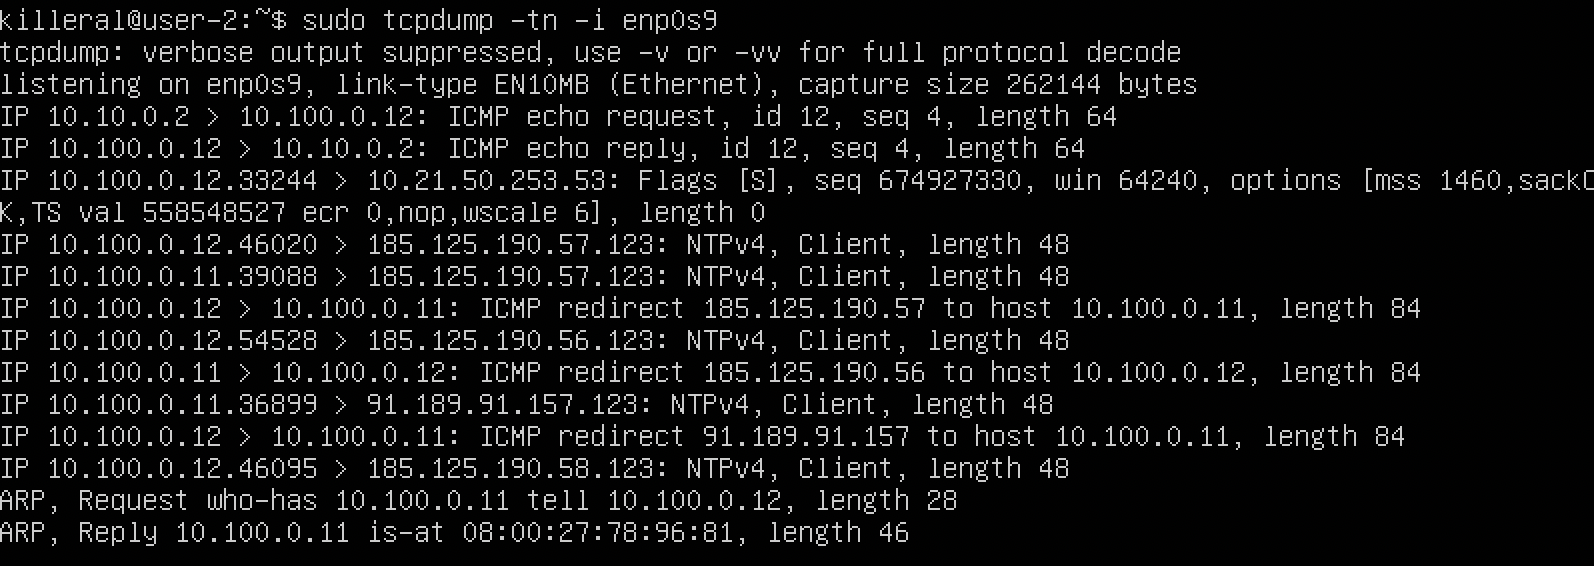 killeral@user-2:~$ sudo tcpdump -tn -i enp0s9
tcpdump: verbose output suppressed, use -v or -vv for full protocol decode
listening on enp0s9, link-type EN10MB (Ethernet), capture size 262144 bytes
IP 10.10.0.2 > 10.100.0.12: ICMP echo request, id 12, seq 4, length 64
IP 10.100.0.12 > 10.10.0.2: ICMP echo reply, id 12, seq 4, length 64
IP 10.100.0.12.33244 > 10.21.50.253.53: Flags [S], seq 674927330, win 64240, options [mss 1460,sackO
K,TS val 558548527 ecr 0,nop,wscale 6], length 0
IP 10.100.0.12.46020 > 185.125.190.57.123: NTPv4, Client, length 48
IP 10.100.0.11.39088 > 185.125.190.57.123: NTPv4, Client, length 48
IP 10.100.0.12 > 10.100.0.11: ICMP redirect 185.125.190.57 to host 10.100.0.11, length 84
IP 10.100.0.12.54528 > 185.125.190.56.123: NTPv4, Client, length 48
IP 10.100.0.11 > 10.100.0.12: ICMP redirect 185.125.190.56 to host 10.100.0.12, length 84
IP 10.100.0.11.36899 > 91.189.91.157.123: NTPv4, Client, length 48
IP 10.100.0.12 > 10.100.0.11: ICMP redirect 91.189.91.157 to host 10.100.0.11, length 84
IP 10.100.0.12.46095 > 185.125.190.58.123: NTPv4, Client, length 48
ARP, Request who-has 10.100.0.11 tell 10.100.0.12, length 28
ARP, Reply 10.100.0.11 is-at 08:00:27:78:96:81, length 46